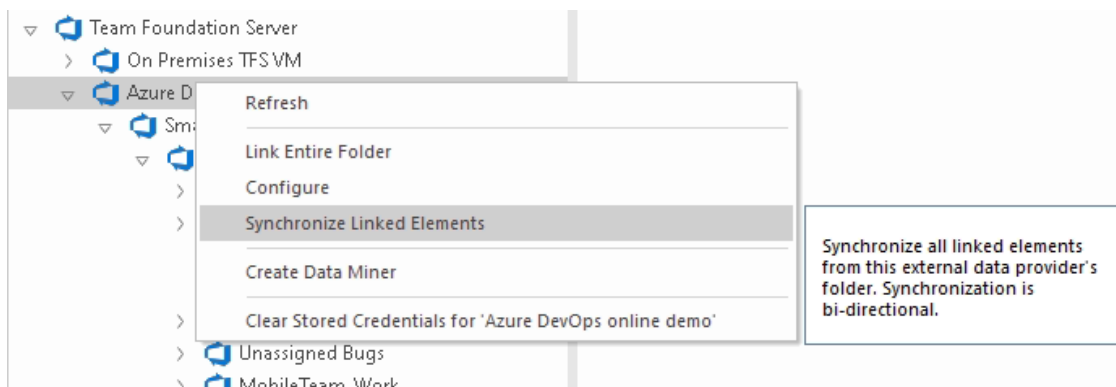 Team Foundation Server
On Premises TFS VM
Azure D
Refresh
Sma
Link Entire Folder
Configure
Synchronize Linked Elements
Synchronize all linked elements
from this external data provider's
folder. Synchronization is
bi-directional.
Create Data Miner
Clear Stored Credentials for 'Azure DevOps online demo'
Unassigned Bugs
MobileTeam Work